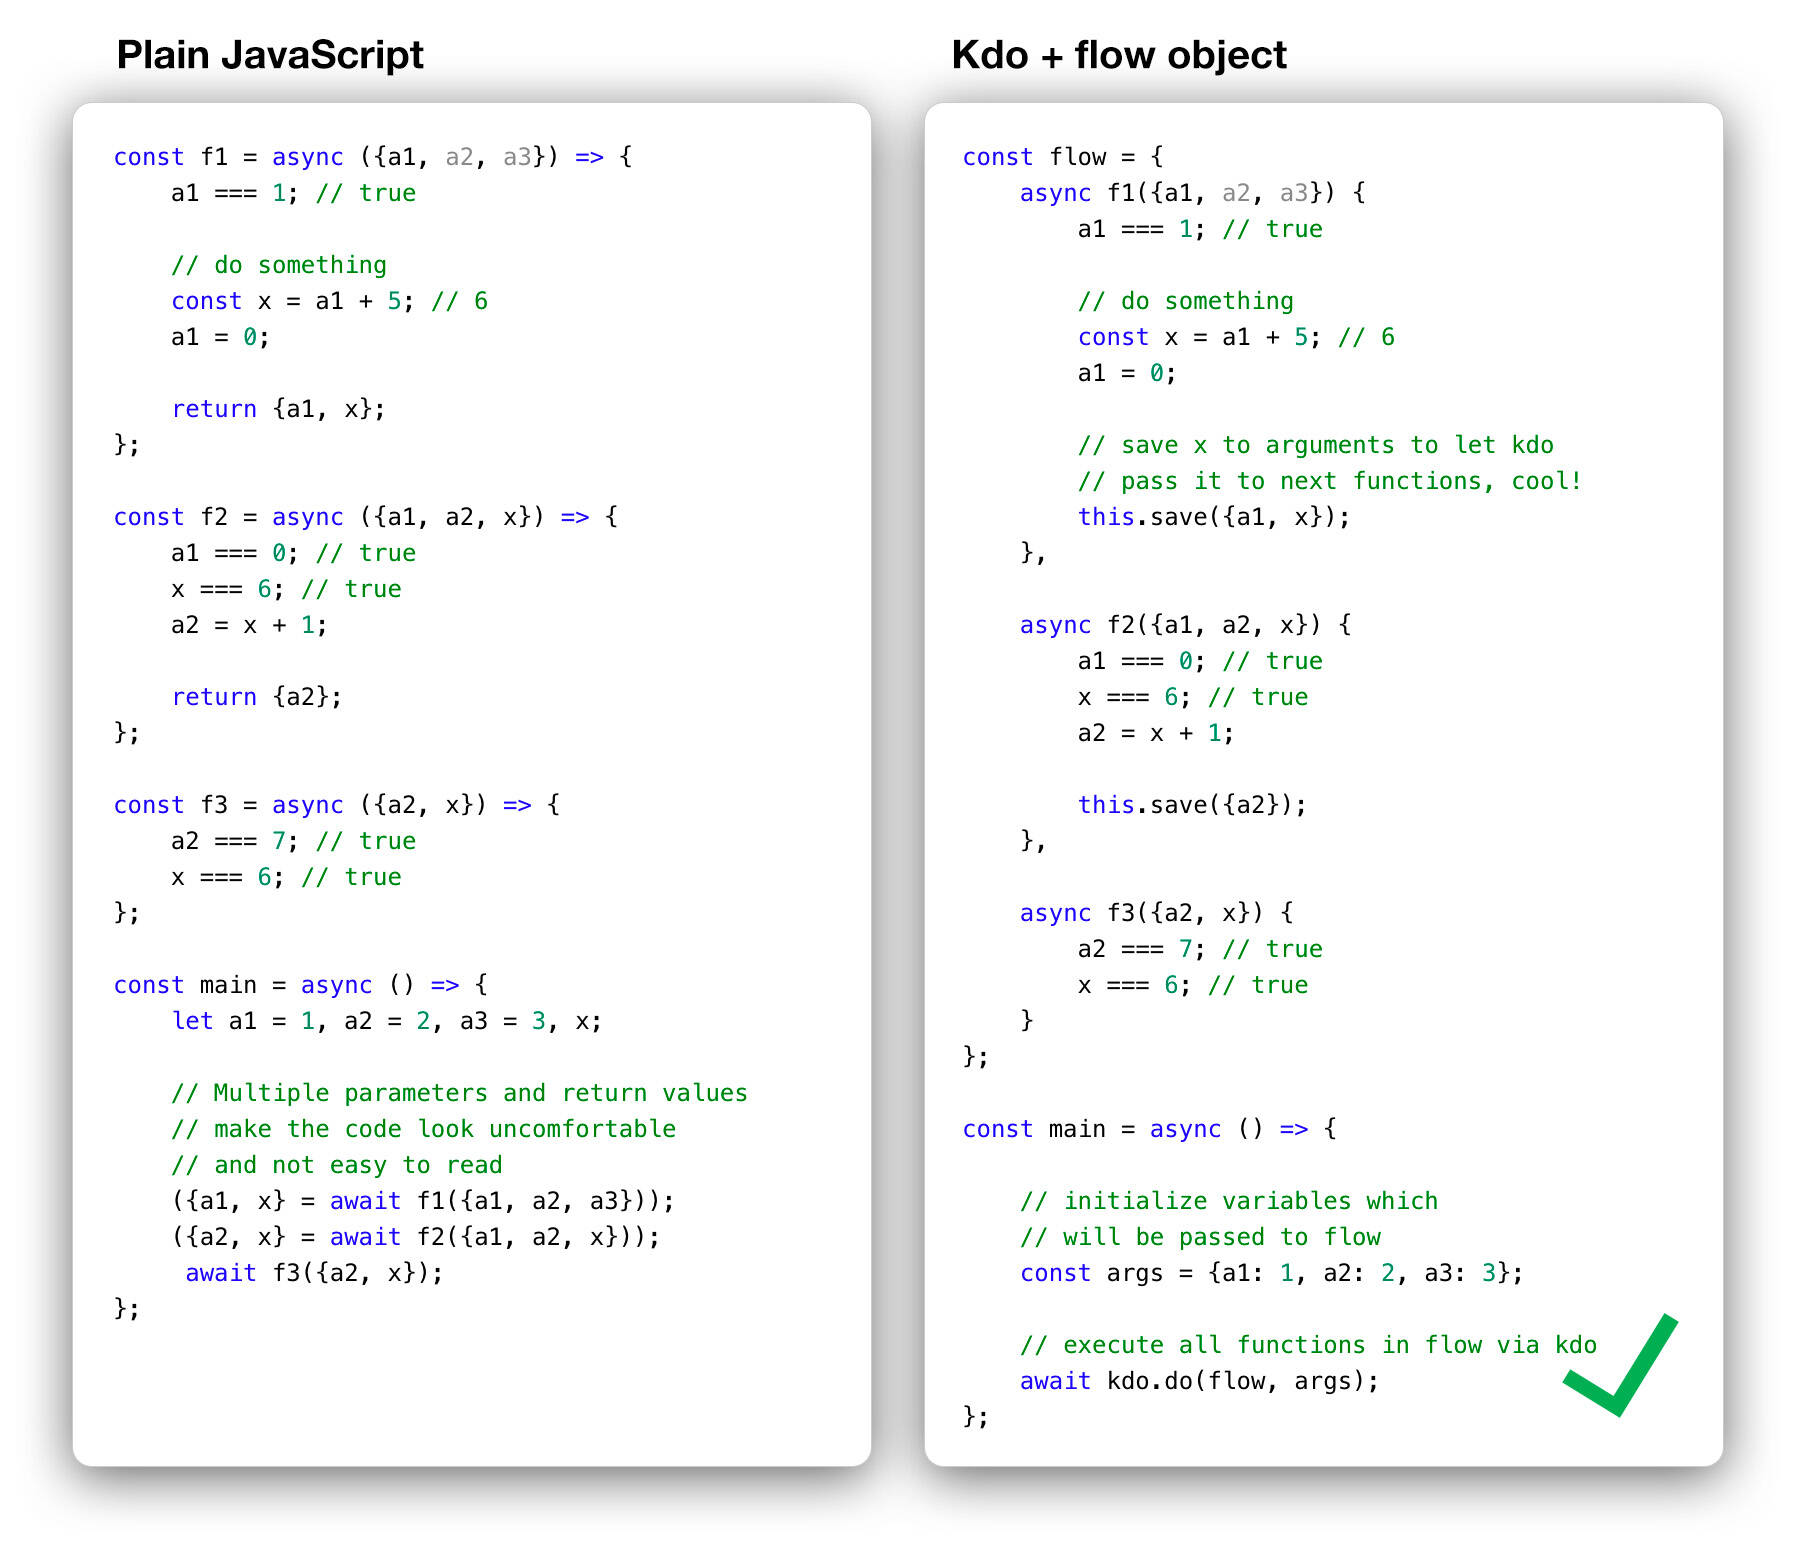 Plain JavaScript
const f1 = async ({a1, a2, a3}) => {
    a1 === 1; // true

    // do something
    const x = a1 + 5; // 6
    a1 = 0;

    return {a1, x};
};

const f2 = async ({a1, a2, x}) => {
    a1 === 0; // true
    x === 6; // true
    a2 = x + 1;

    return {a2};
};

const f3 = async ({a2, x}) => {
    a2 === 7; // true
    x === 6; // true
};

const main = async () => {
    let a1 = 1, a2 = 2, a3 = 3, x;

    // Multiple parameters and return values
    // make the code look uncomfortable
    // and not easy to read
    ({a1, x} = await f1({a1, a2, a3}));
    ({a2, x} = await f2({a1, a2, x}));
     await f3({a2, x});
};

Kdo + flow object
const flow = {
    async f1({a1, a2, a3}) {
        a1 === 1; // true

        // do something
        const x = a1 + 5; // 6
        a1 = 0;

        // save x to arguments to let kdo
        // pass it to next functions, cool!
        this.save({a1, x});
    },

    async f2({a1, a2, x}) {
        a1 === 0; // true
        x === 6; // true
        a2 = x + 1;

        this.save({a2});
    },

    async f3({a2, x}) {
        a2 === 7; // true
        x === 6; // true
    }
};

const main = async () => {

    // initialize variables which
    // will be passed to flow
    const args = {a1: 1, a2: 2, a3: 3};

    // execute all functions in flow via kdo
    await kdo.do(flow, args);
};